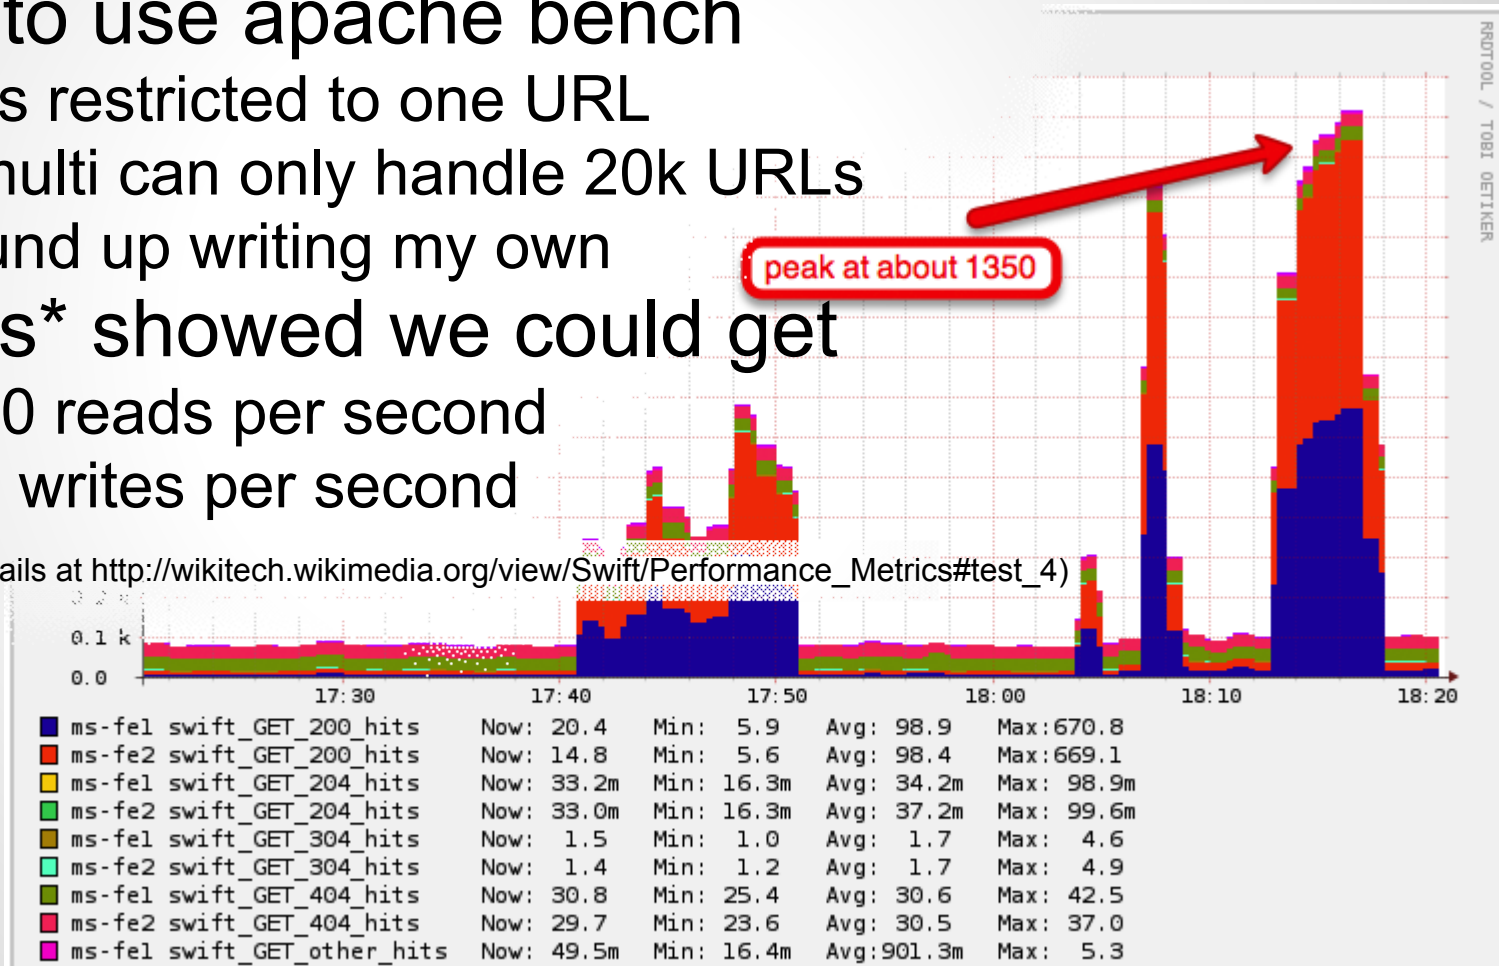 to use apache bench
s restricted to one URL
multi can only handle 20k URLs
und up writing my own
s* showed we could get
0 reads per second
writes per second
ails at http://wikitech.wikimedia.org/view/Swift/Performance_Metrics#test_4)
peak at about 1350
RRDTOOL / TOBI OETIKER
0.1 k
0.0
17:30 17:40 17:50 18:00 18:10 18:20
ms-fe1 swift_GET_200_hits Now: 20.4 Min: 5.9 Avg: 98.9 Max:670.8
ms-fe2 swift_GET_200_hits Now: 14.8 Min: 5.6 Avg: 98.4 Max:669.1
ms-fe1 swift_GET_204_hits Now: 33.2m Min: 16.3m Avg: 34.2m Max: 98.9m
ms-fe2 swift_GET_204_hits Now: 33.0m Min: 16.3m Avg: 37.2m Max: 99.6m
ms-fe1 swift_GET_304_hits Now: 1.5 Min: 1.0 Avg: 1.7 Max: 4.6
ms-fe2 swift_GET_304_hits Now: 1.4 Min: 1.2 Avg: 1.7 Max: 4.9
ms-fe1 swift_GET_404_hits Now: 30.8 Min: 25.4 Avg: 30.6 Max: 42.5
ms-fe2 swift_GET_404_hits Now: 29.7 Min: 23.6 Avg: 30.5 Max: 37.0
ms-fe1 swift_GET_other_hits Now: 49.5m Min: 16.4m Avg:901.3m Max: 5.3